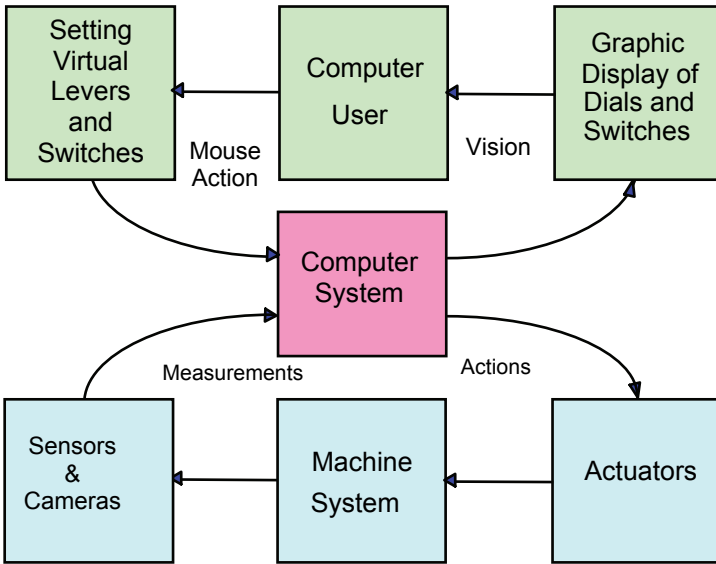 Setting
Virtual
Levers
and
Switches
Computer
User
Graphic
Display of
Dials and
Switches
Mouse
Action
Vision
Computer
System
Measurements
Actions
Sensors
&
Cameras
Machine
System
Actuators